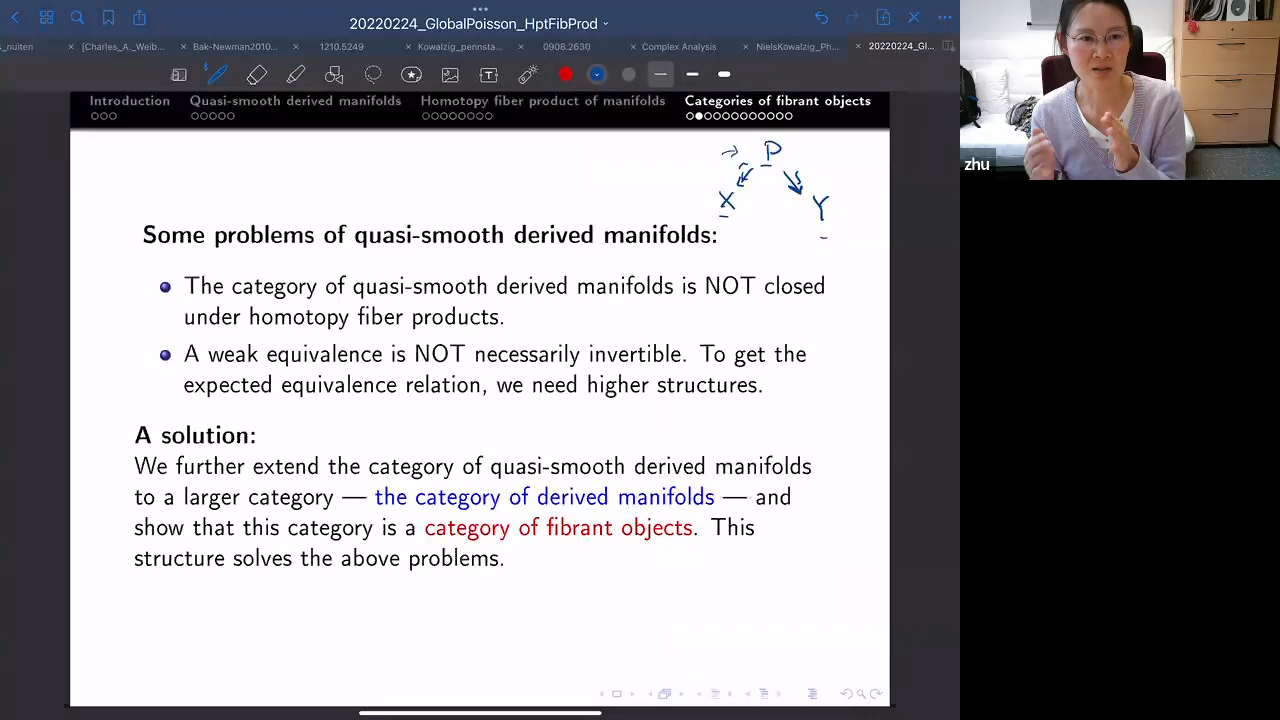 20220224_GlobalPoisson_HptFibProd
_nuiten
[Charles_A._Weib...
Bak-Newman2010...
1210.5249
Kowalzig_pennsta...
0908.2630
Complex Analysis
NielsKowalzig_Ph...
20220224_GL...
Introduction
Quasi-smooth derived manifolds
Homotopy fiber product of manifolds
Categories of fibrant objects
zhu
P
X
Y
Some problems of quasi-smooth derived manifolds:
The category of quasi-smooth derived manifolds is NOT closed
under homotopy fiber products.
A weak equivalence is NOT necessarily invertible. To get the
expected equivalence relation, we need higher structures.
A solution:
We further extend the category of quasi-smooth derived manifolds
to a larger category — the category of derived manifolds — and
show that this category is a category of fibrant objects. This
structure solves the above problems.